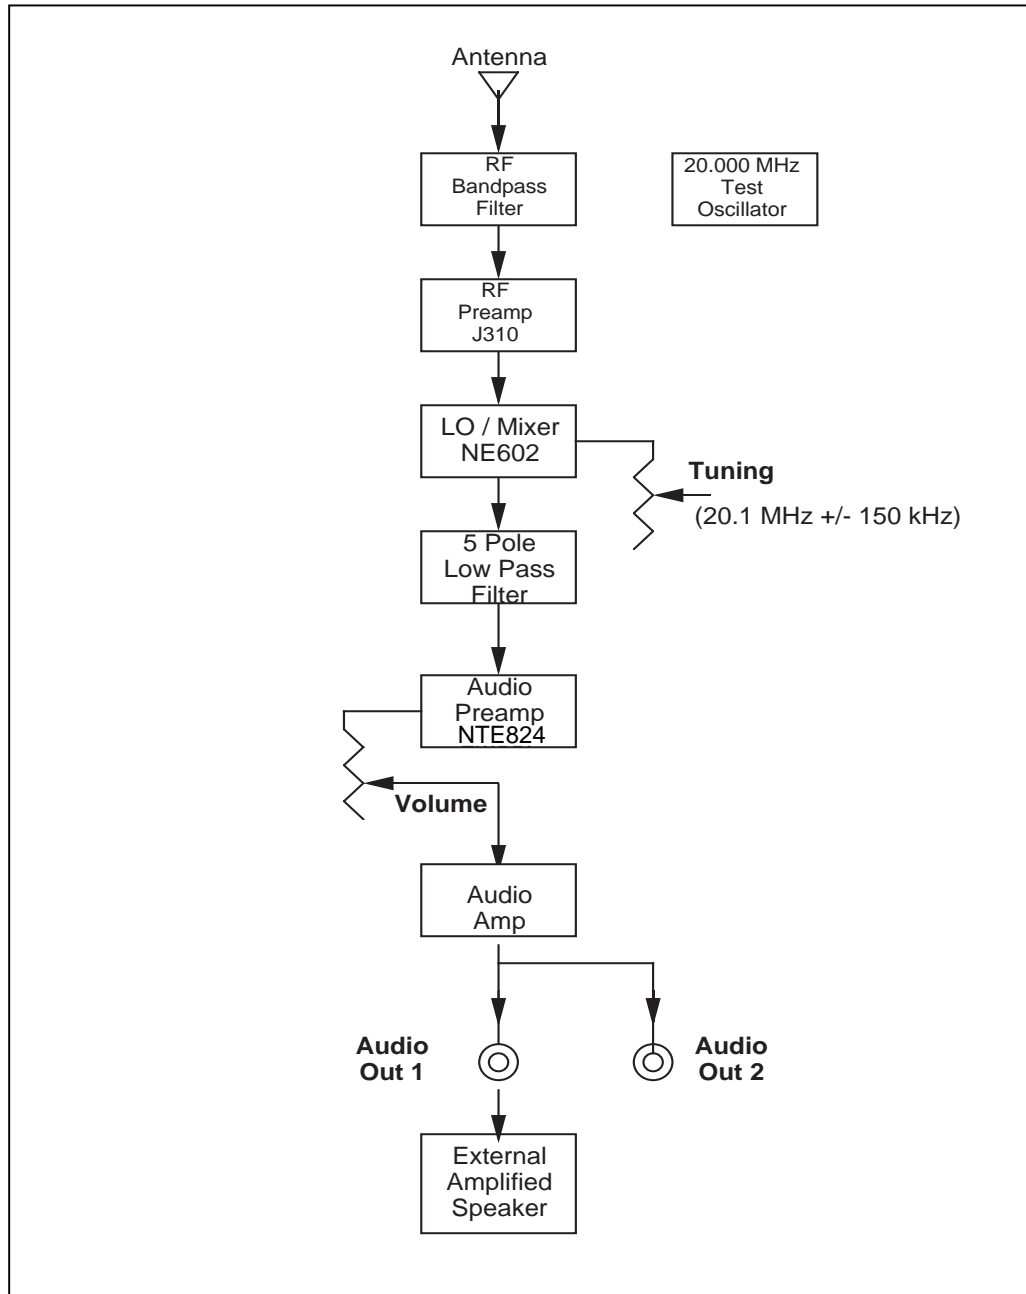 Antenna
RF
Bandpass
Filter
20.000 MHz
Test
Oscillator
RF
Preamp
J310
LO / Mixer
NE602
Tuning
(20.1 MHz +/- 150 kHz)
5 Pole
Low Pass
Filter
Audio
Preamp
NTE824
Volume
Audio
Amp
Audio
Out 1
Audio
Out 2
External
Amplified
Speaker